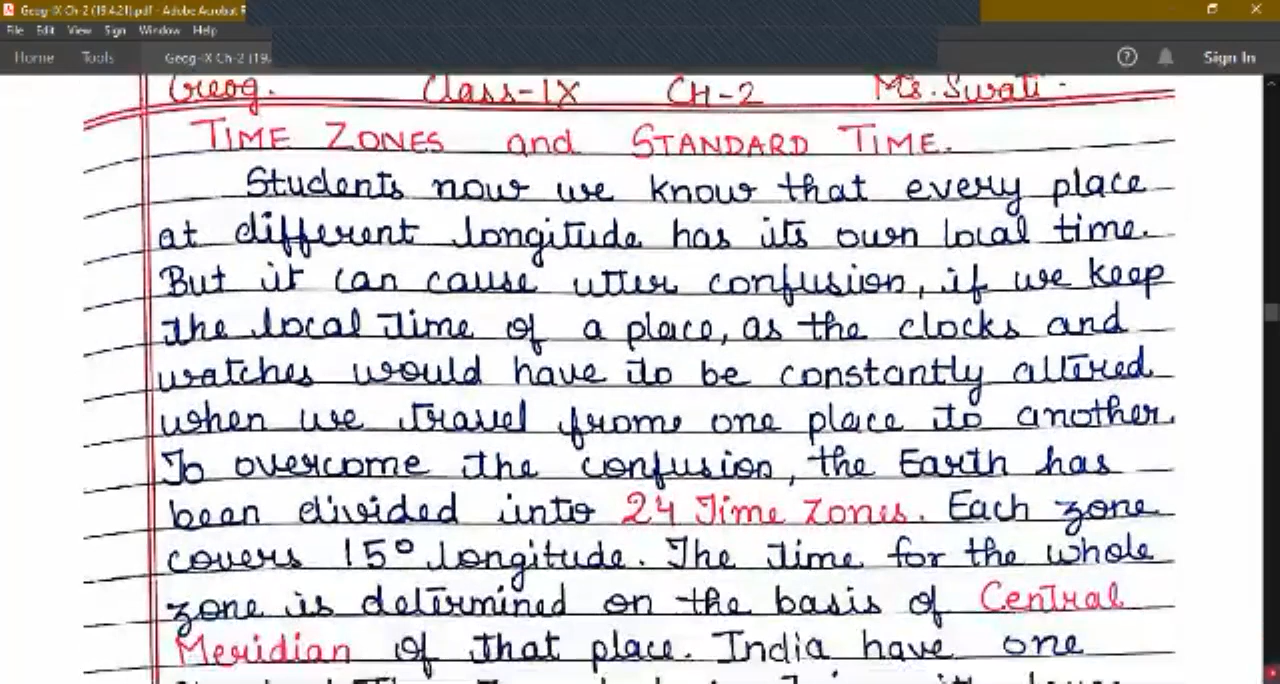 Geog-IX Ch-2 (19.4.21).pdf - Adobe Acrobat R
File Edit View Sign Window Help
Home Tools Geog-IX Ch-2 (19. Sign In
Geog. Class-IX CH-2 Ms. Swati.
TIME ZONES and STANDARD TIME.
Students now we know that every place
at different longitude has its own local time.
But it can cause utter confusion, if we keep
the local time of a place, as the clocks and
watches would have to be constantly altered
when we travel frome one place to another.
To overcome the confusion, the Earth has
been divided into 24 Time Zones. Each zone
covers 15° longitude. The time for the whole
zone is determined on the basis of Central
Meridian of that place. India have one